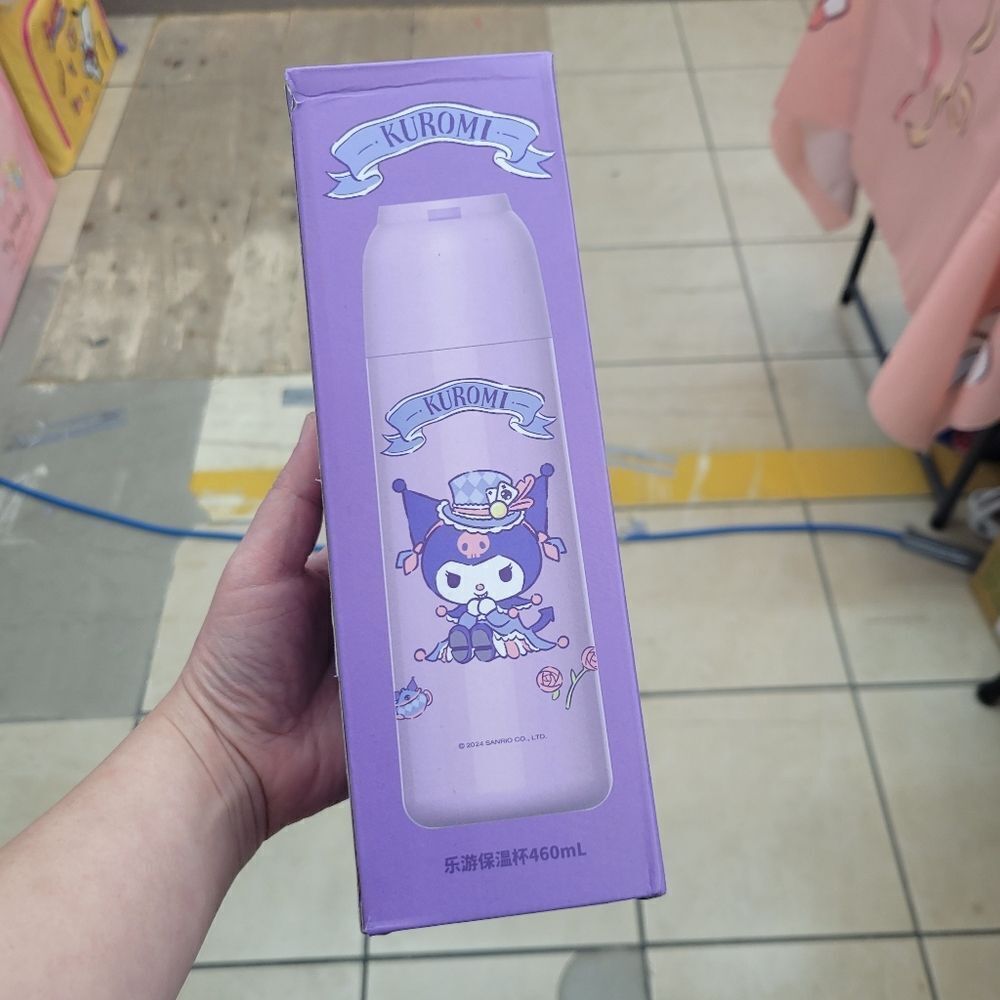 KUROMI
KUROMI
© 2024 SANRIO CO., LTD.
乐游保温杯460mL